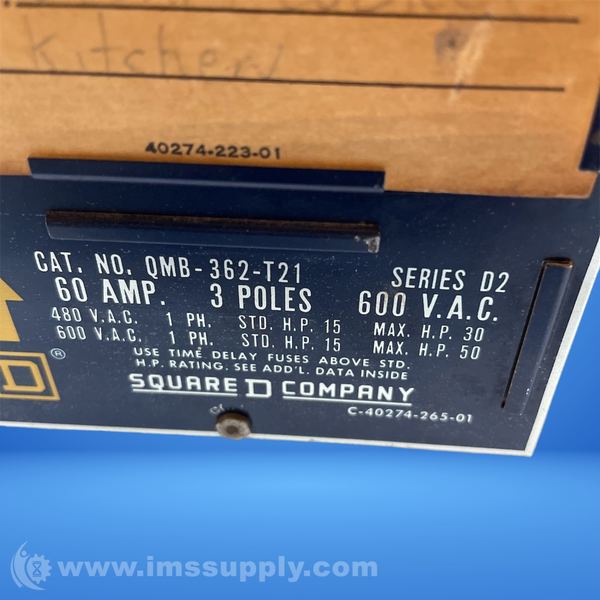 Kitchen
40274-223-01
CAT. NO. QMB-362-T21 SERIES D2
60 AMP. 3 POLES 600 V.A.C.
480 V.A.C. 1 PH. STD. H.P. 15 MAX. H.P. 30
600 V.A.C. 1 PH. STD. H.P. 15 MAX. H.P. 50
USE TIME DELAY FUSES ABOVE STD.
H.P. RATING. SEE ADD'L. DATA INSIDE
D ®
SQUARE D COMPANY
C-40274-265-01
www.imssupply.com